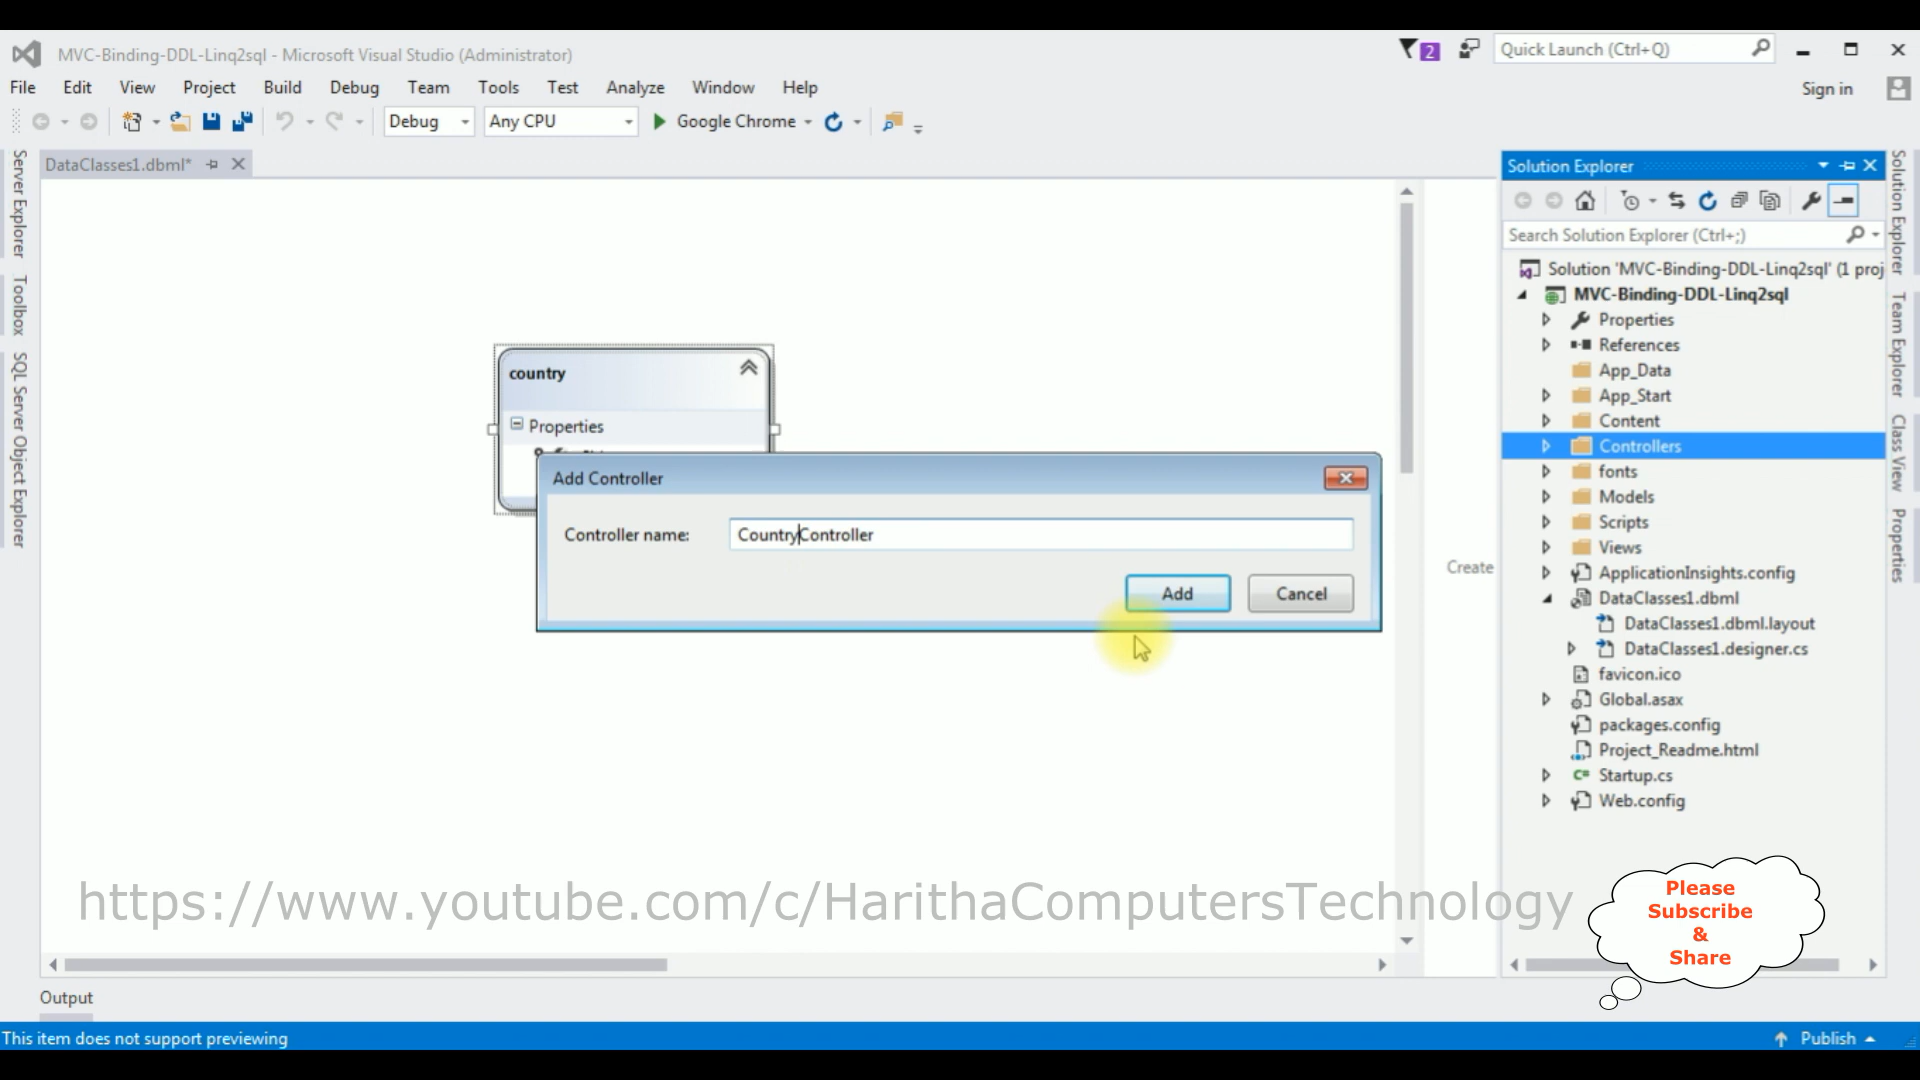 MVC-Binding-DDL-Linq2sql - Microsoft Visual Studio (Administrator)
2
Quick Launch (Ctrl+Q)
File Edit View Project Build Debug Team Tools Test Analyze Window Help
Sign in
Debug
Any CPU
Google Chrome
Server Explorer
Toolbox
SQL Server Object Explorer
DataClasses1.dbml*
country
Properties
Add Controller
Controller name:
CountryController
Add
Cancel
Create
Solution Explorer
Search Solution Explorer (Ctrl+;)
Solution 'MVC-Binding-DDL-Linq2sql' (1 proj
MVC-Binding-DDL-Linq2sql
Properties
References
App_Data
App_Start
Content
Controllers
fonts
Models
Scripts
Views
ApplicationInsights.config
DataClasses1.dbml
DataClasses1.dbml.layout
DataClasses1.designer.cs
favicon.ico
Global.asax
packages.config
Project_Readme.html
C# Startup.cs
Web.config
Solution Explorer
Team Explorer
Class View
Properties
https://www.youtube.com/c/HarithaComputersTechnology
Please
Subscribe
&
Share
Output
This item does not support previewing
Publish